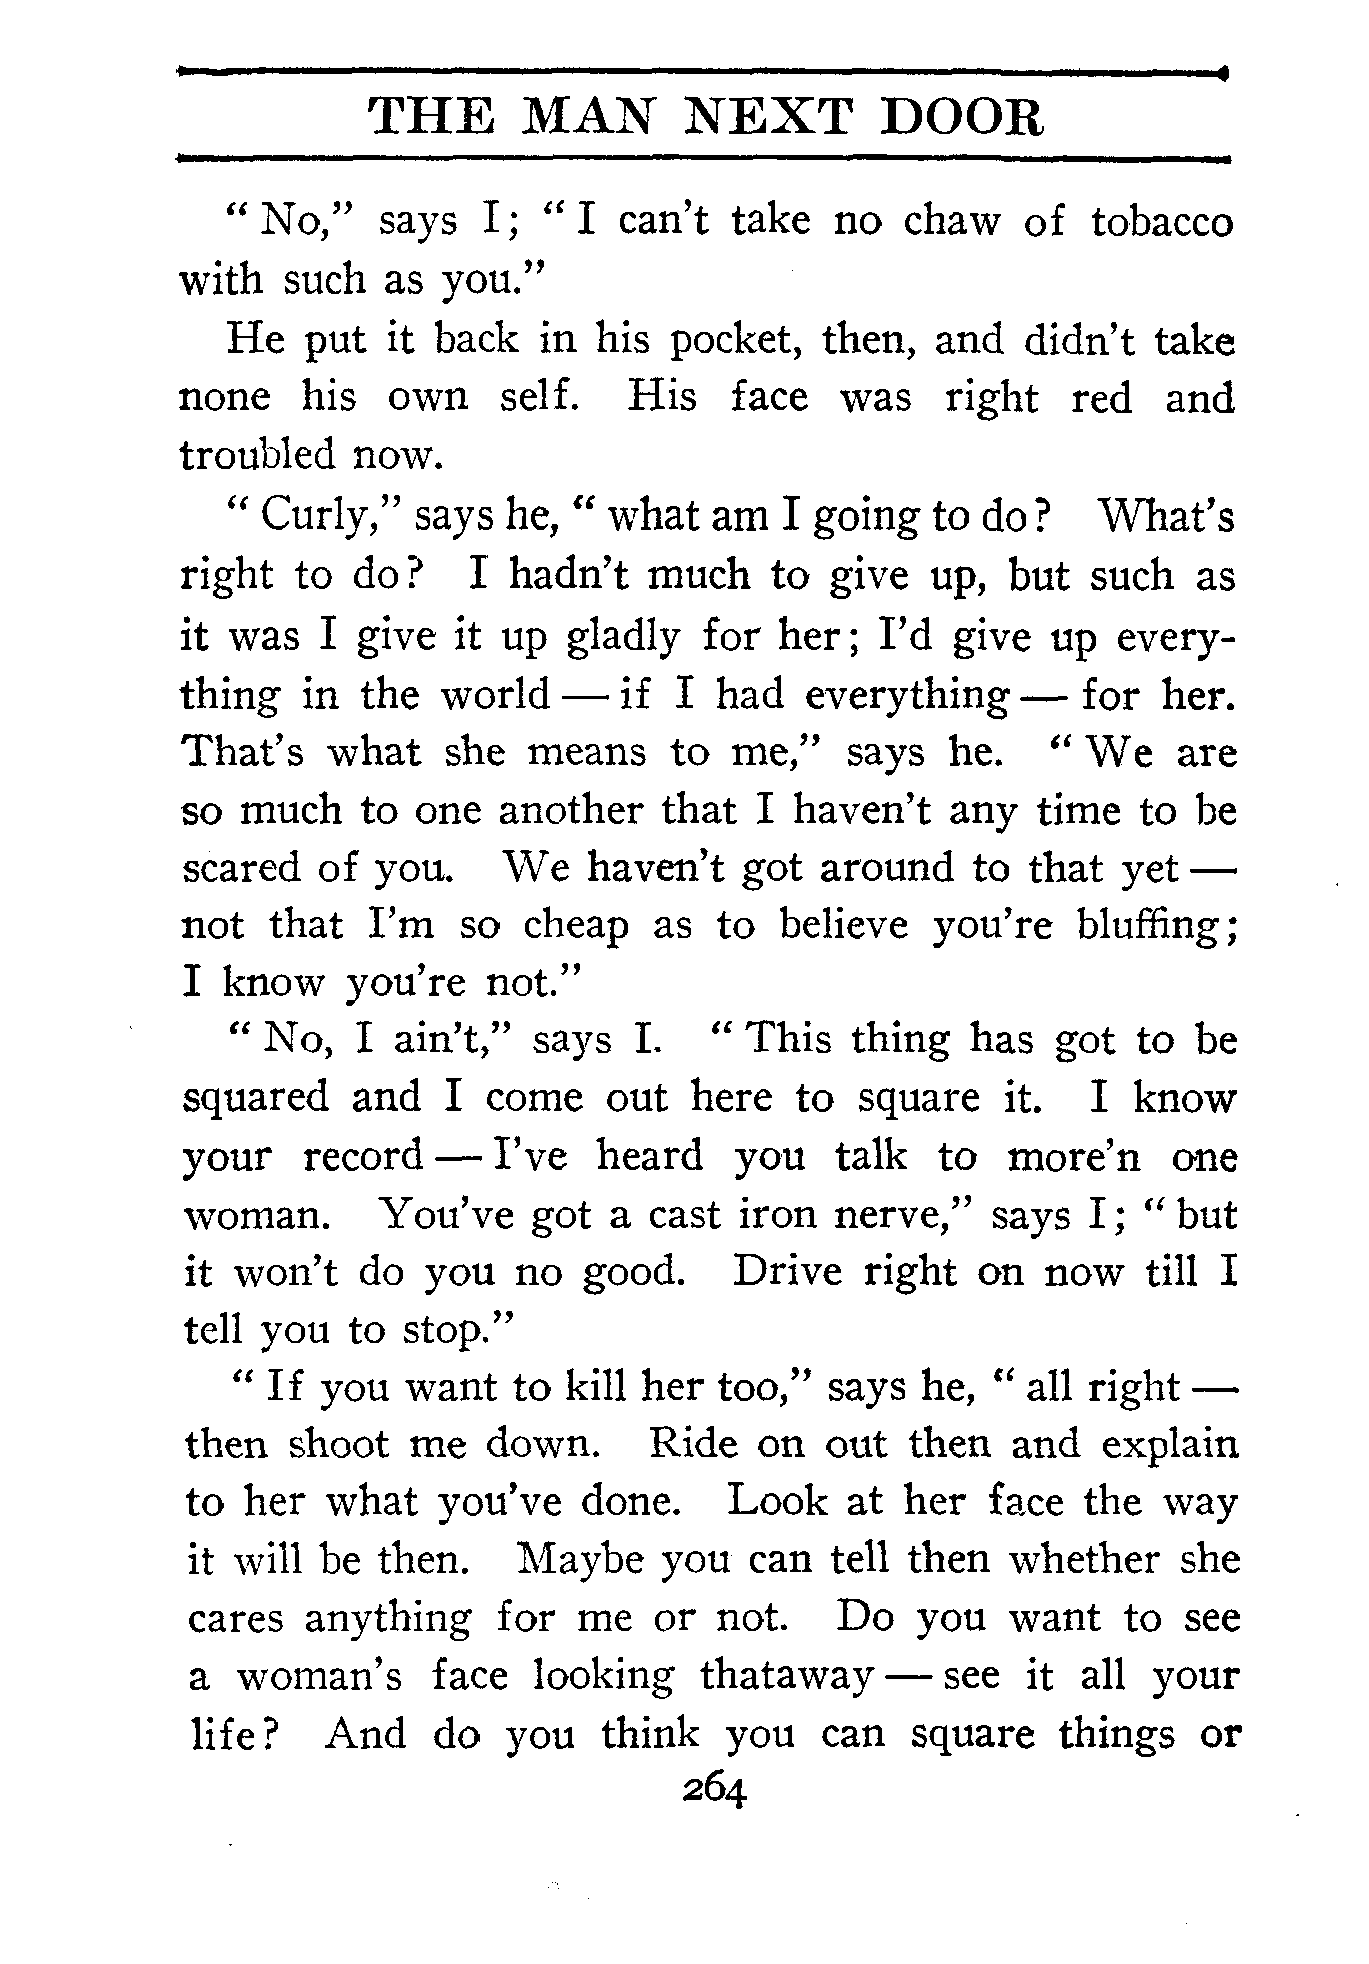 THE MAN NEXT DOOR
" No," says I; " I can't take no chaw of tobacco
with such as you."
He put it back in his pocket, then, and didn't take
none his own self. His face was right red and
troubled now.
" Curly," says he, " what am I going to do? What's
right to do? I hadn't much to give up, but such as
it was I give it up gladly for her; I'd give up every-
thing in the world — if I had everything — for her.
That's what she means to me," says he. " We are
so much to one another that I haven't any time to be
scared of you. We haven't got around to that yet —
not that I'm so cheap as to believe you're bluffing;
I know you're not."
" No, I ain't," says I. " This thing has got to be
squared and I come out here to square it. I know
your record — I've heard you talk to more'n one
woman. You've got a cast iron nerve," says I; " but
it won't do you no good. Drive right on now till I
tell you to stop."
" If you want to kill her too," says he, " all right —
then shoot me down. Ride on out then and explain
to her what you've done. Look at her face the way
it will be then. Maybe you can tell then whether she
cares anything for me or not. Do you want to see
a woman's face looking thataway — see it all your
life? And do you think you can square things or
264